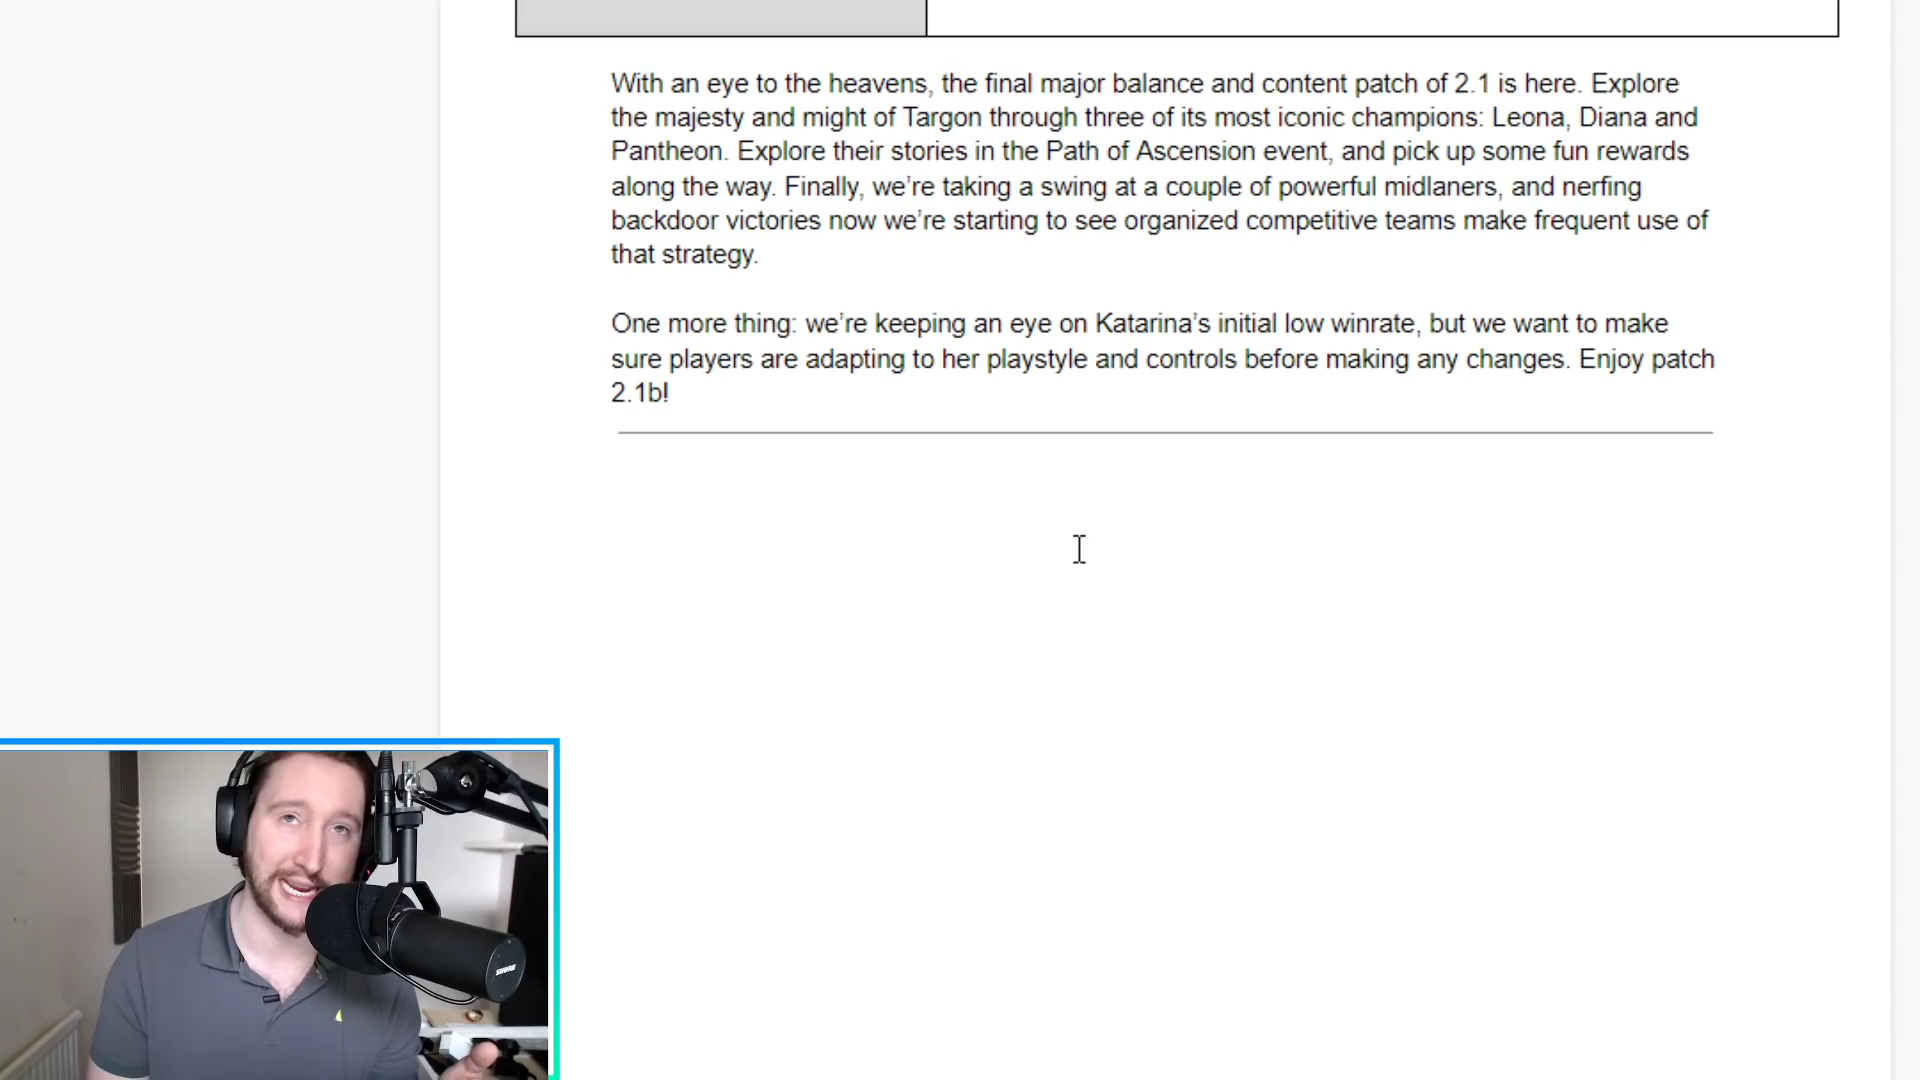 With an eye to the heavens, the final major balance and content patch of 2.1 is here. Explore
the majesty and might of Targon through three of its most iconic champions: Leona, Diana and
Pantheon. Explore their stories in the Path of Ascension event, and pick up some fun rewards
along the way. Finally, we’re taking a swing at a couple of powerful midlaners, and nerfing
backdoor victories now we’re starting to see organized competitive teams make frequent use of
that strategy.
One more thing: we’re keeping an eye on Katarina’s initial low winrate, but we want to make
sure players are adapting to her playstyle and controls before making any changes. Enjoy patch
2.1b!
SHURE